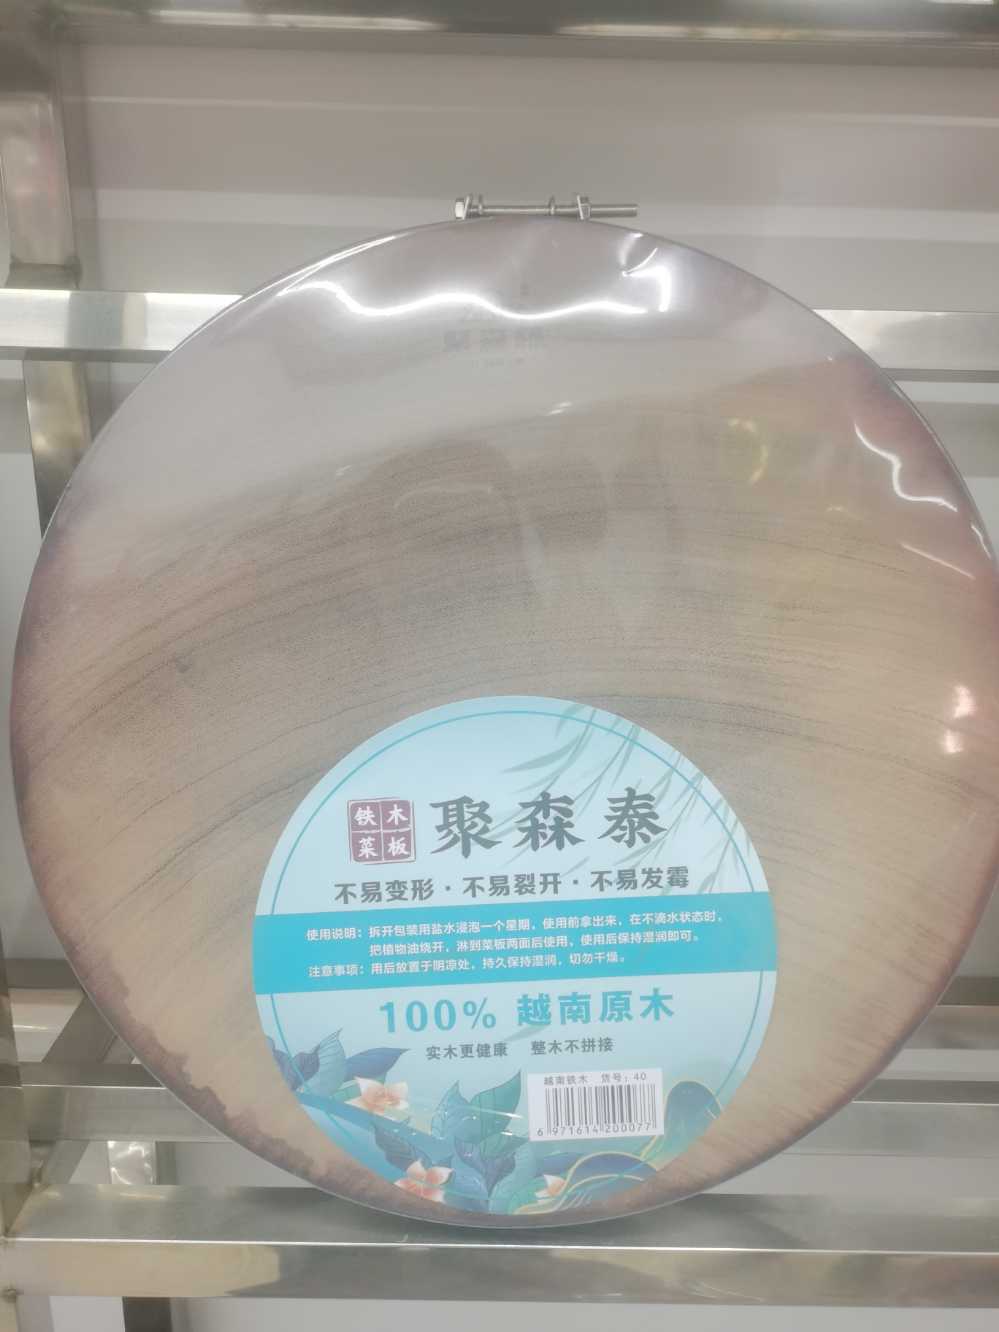 铁木
菜板
聚森泰
不易变形·不易裂开·不易发霉
使用说明：拆开包装用盐水浸泡一个星期，使用前拿出来，在不滴水状态时，
把植物油烧开，淋到菜板两面后使用，使用后保持湿润即可。
注意事项：用后放置于阴凉处，持久保持湿润，切勿干燥。
100% 越南原木
实木更健康 整木不拼接
越南铁木 货号：40
6 971614 200077